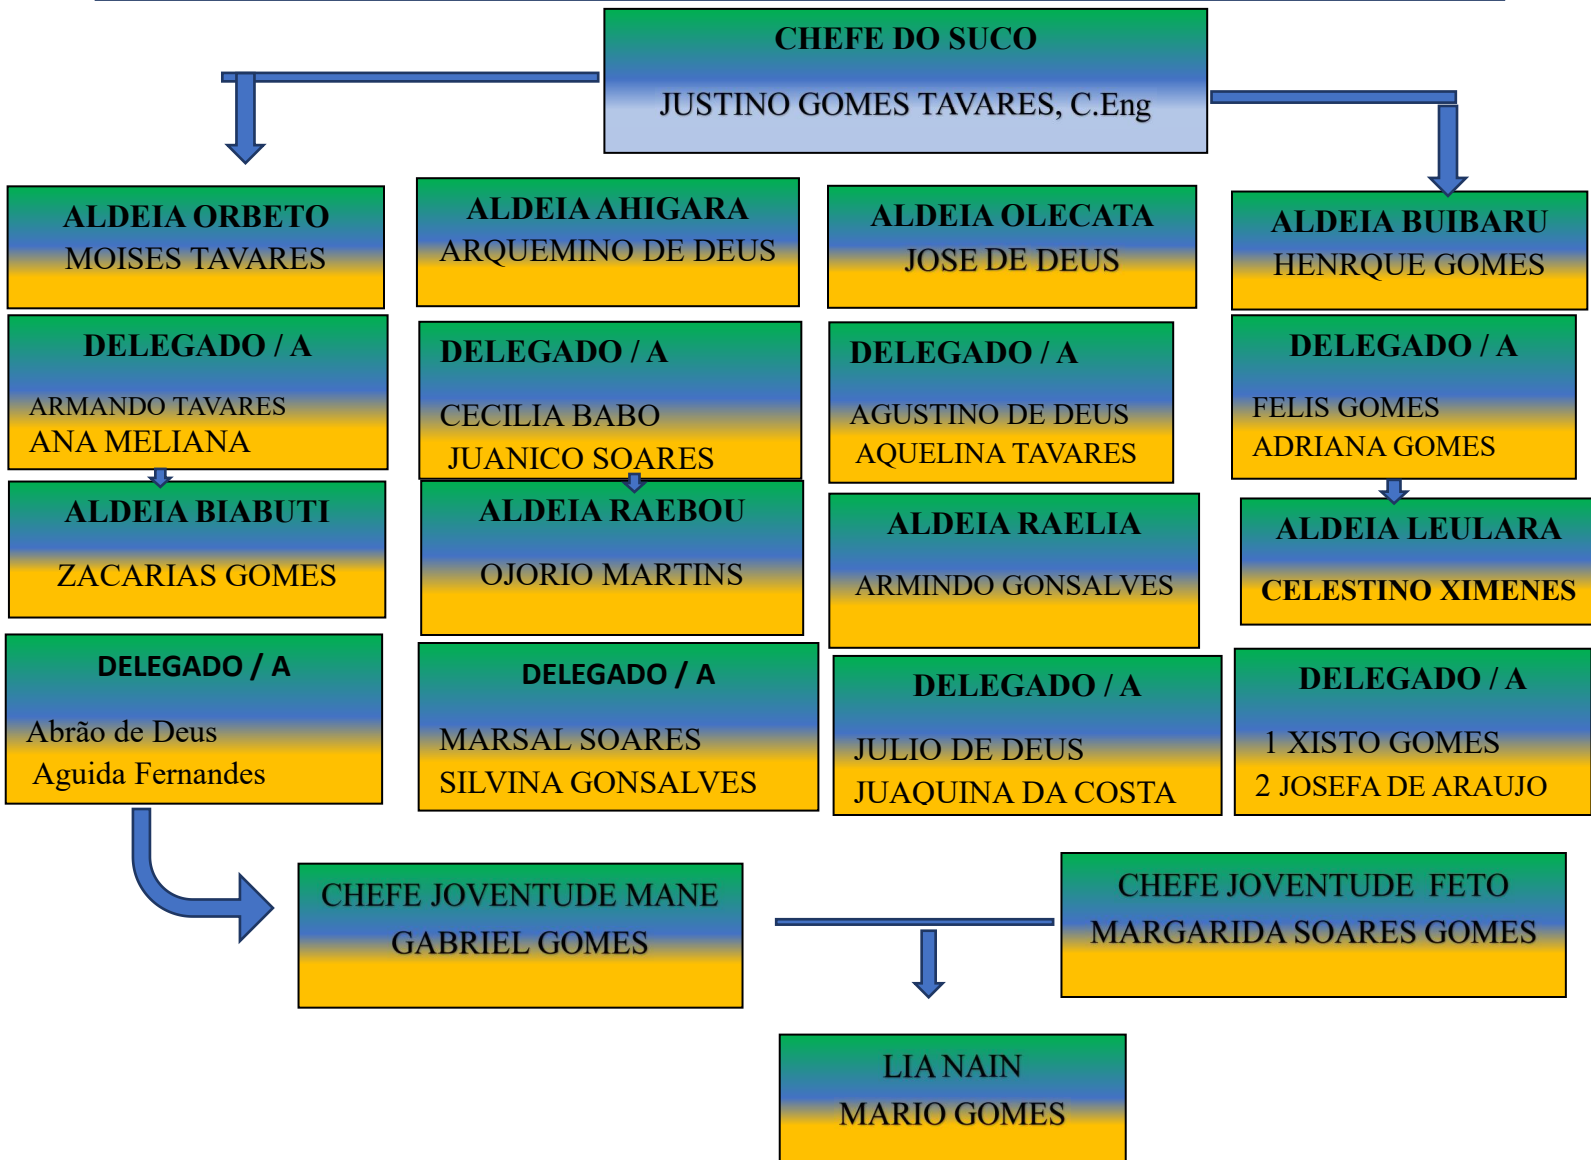 CHEFE DO SUCO
JUSTINO GOMES TAVARES, C.Eng
ALDEIA ORBETO
MOISES TAVARES
ALDEIA AHIGARA
ARQUEMINO DE DEUS
ALDEIA OLECATA
JOSE DE DEUS
ALDEIA BUIBARU
HENRQUE GOMES
DELEGADO / A
ARMANDO TAVARES
ANA MELIANA
DELEGADO / A
CECILIA BABO
JUANICO SOARES
DELEGADO / A
AGUSTINO DE DEUS
AQUELINA TAVARES
DELEGADO / A
FELIS GOMES
ADRIANA GOMES
ALDEIA BIABUTI
ZACARIAS GOMES
ALDEIA RAEBOU
OJORIO MARTINS
ALDEIA RAELIA
ARMINDO GONSALVES
ALDEIA LEULARA
CELESTINO XIMENES
DELEGADO / A
Abrão de Deus
Aguida Fernandes
DELEGADO / A
MARSAL SOARES
SILVINA GONSALVES
DELEGADO / A
JULIO DE DEUS
JUAQUINA DA COSTA
DELEGADO / A
1 XISTO GOMES
2 JOSEFA DE ARAUJO
CHEFE JOVENTUDE MANE
GABRIEL GOMES
CHEFE JOVENTUDE FETO
MARGARIDA SOARES GOMES
LIA NAIN
MARIO GOMES